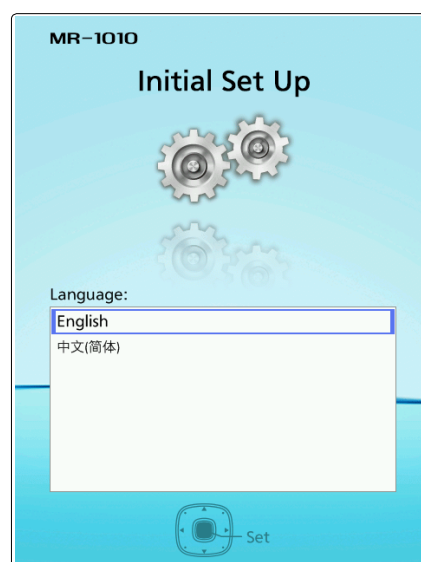 MR-1010
Initial Set Up
Language:
English
中文(简体)
Set